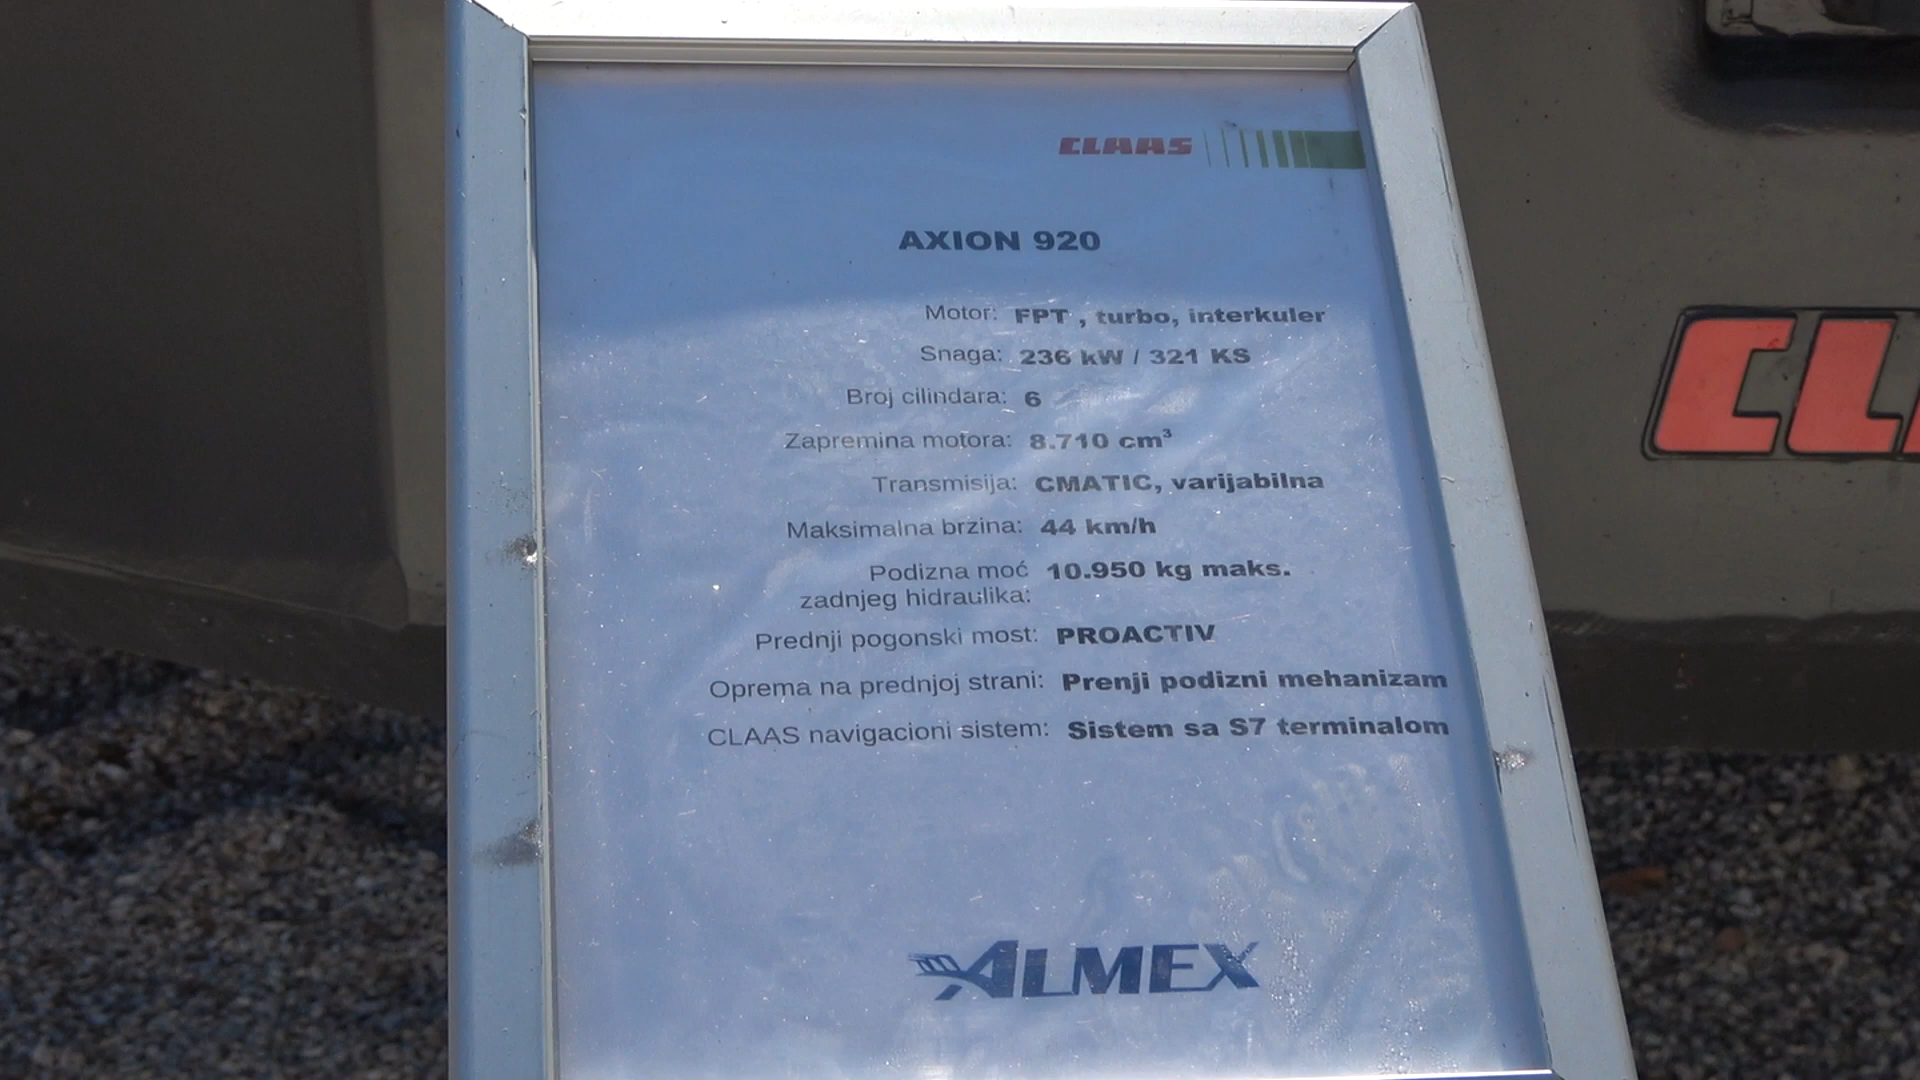 CLAAS
AXION 920
Motor: FPT , turbo, interkuler
Snaga: 236 kW / 321 KS
Broj cilindara: 6
Zapremina motora: 8.710 cm³
Transmisija: CMATIC, varijabilna
Maksimalna brzina: 44 km/h
Podizna moć 10.950 kg maks.
zadnjeg hidraulika:
Prednji pogonski most: PROACTIV
Oprema na prednjoj strani: Prenji podizni mehanizam
CLAAS navigacioni sistem: Sistem sa S7 terminalom
ALMEX
CL